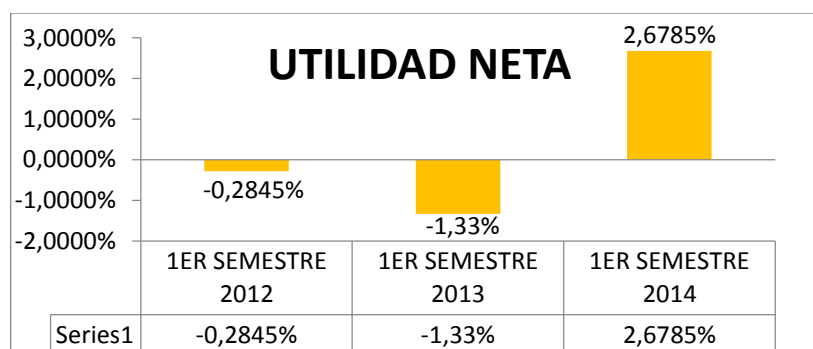 UTILIDAD NETA
3,0000%
2,0000%
1,0000%
0,0000%
-1,0000%
-2,0000%
-0,2845%
-1,33%
2,6785%
1ER SEMESTRE
2012
1ER SEMESTRE
2013
1ER SEMESTRE
2014
Series1 -0,2845% -1,33% 2,6785%